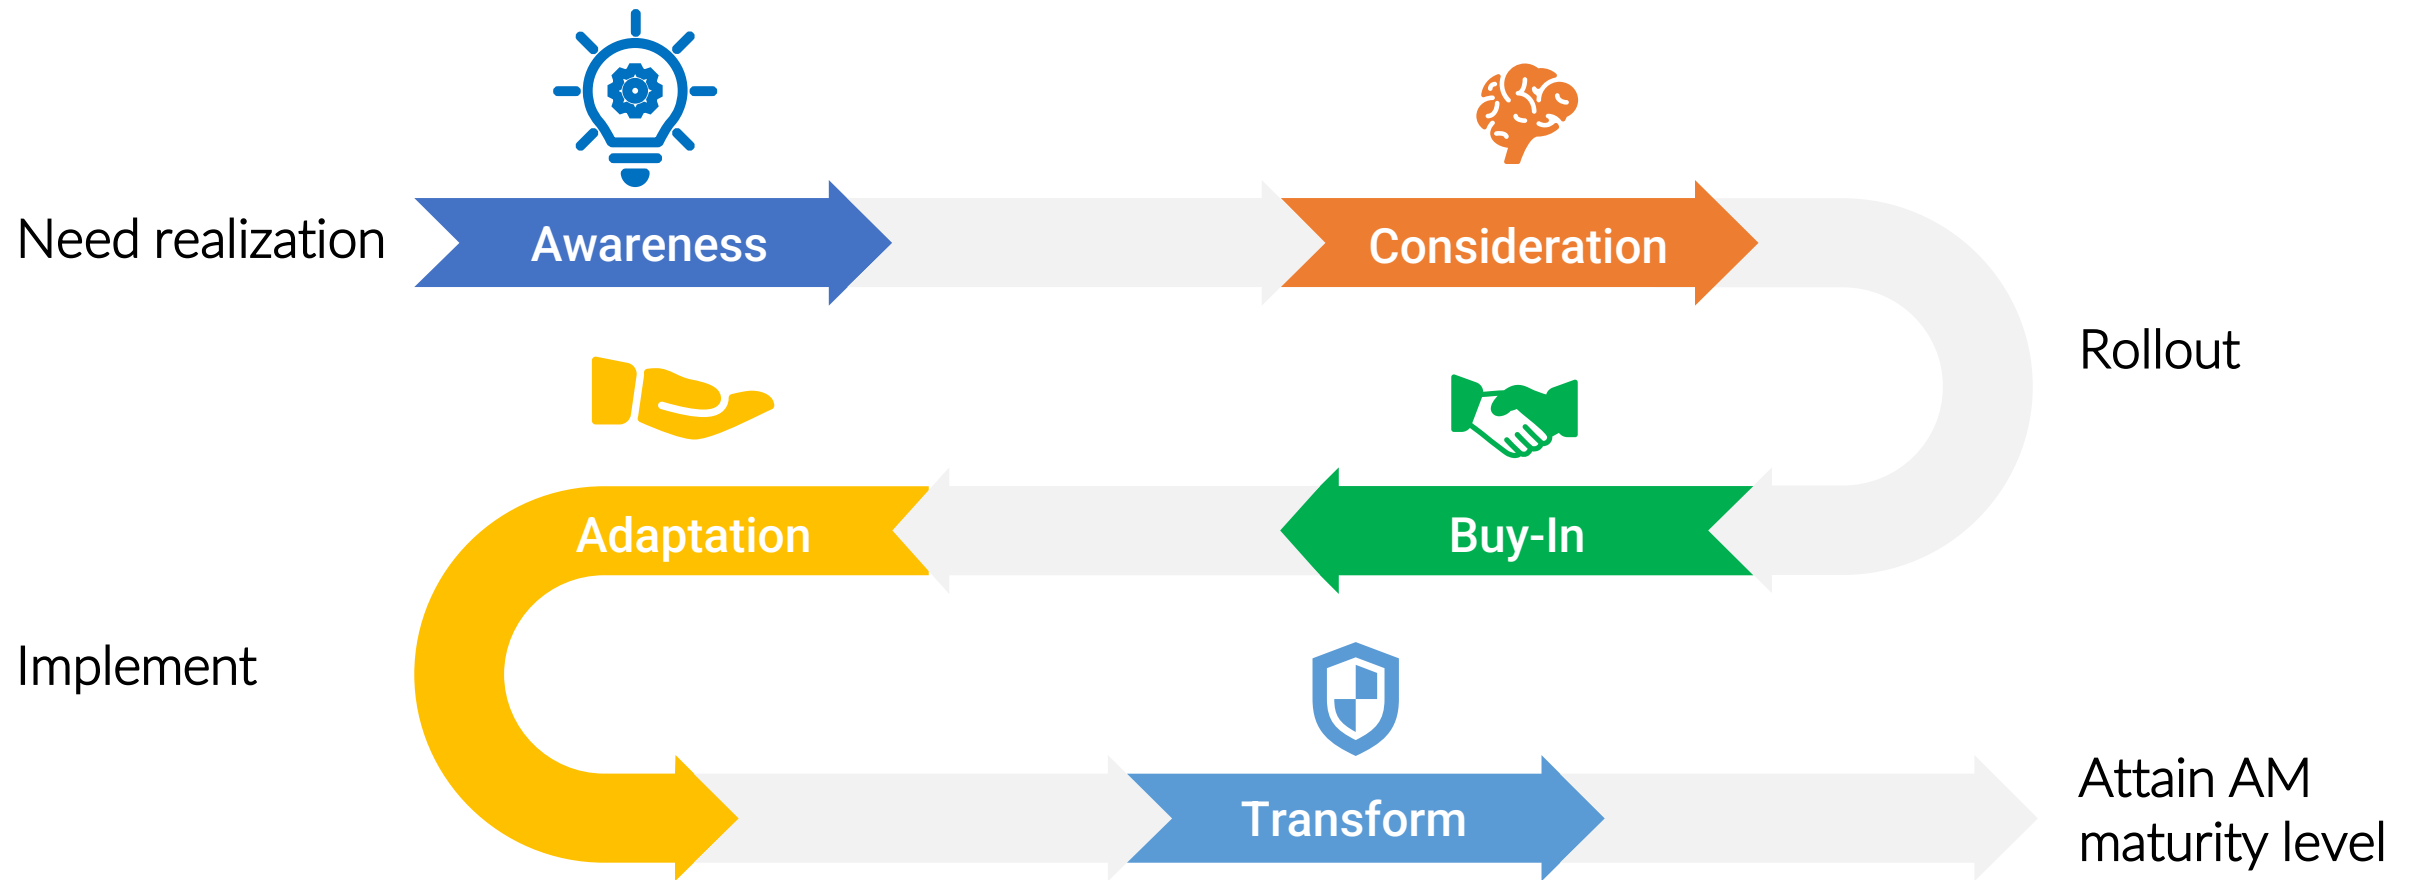 Need realization
Awareness
Consideration
Rollout
Adaptation
Buy-In
Implement
Transform
Attain AM
maturity level